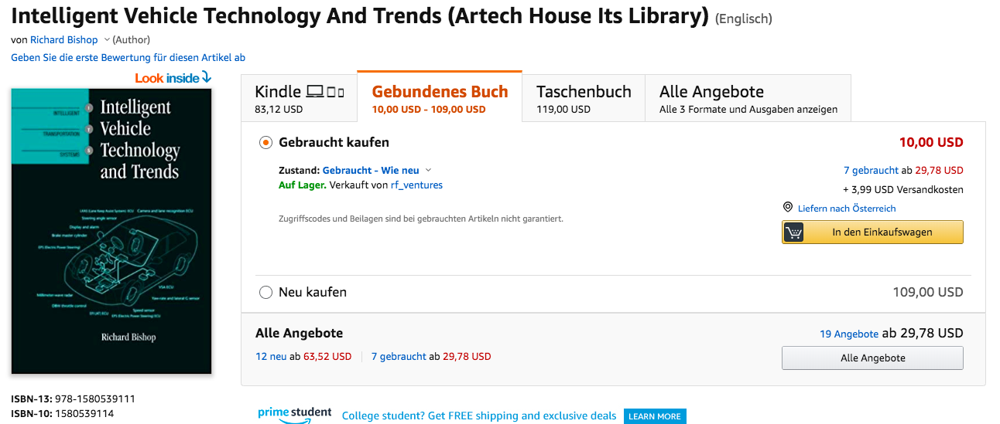 Intelligent Vehicle Technology And Trends (Artech House Its Library) (Englisch)
von Richard Bishop (Author)
Geben Sie die erste Bewertung für diesen Artikel ab
Look inside
INTELLIGENT
TRANSPORTATION
SYSTEMS
I
T
S
Intelligent
Vehicle
Technology
and Trends
LKAS (Lane Keep Assist System) ECU
Camera and lane recognition ECU
Steering angle sensor
Display and alarm
Brake master cylinder
EPS (Electric Power Steering)
VSA ECU
Millimeter-wave radar
Yaw-rate and lateral G sensor
DBW throttle control
Speed sensor
EFI (AT) ECU
EPS (Electric Power Steering) ECU
Richard Bishop
ISBN-13: 978-1580539111
ISBN-10: 1580539114
Kindle
83,12 USD
Gebundenes Buch
10,00 USD - 109,00 USD
Taschenbuch
119,00 USD
Alle Angebote
Alle 3 Formate und Ausgaben anzeigen
Gebraucht kaufen
10,00 USD
Zustand: Gebraucht - Wie neu
7 gebraucht ab 29,78 USD
Auf Lager. Verkauft von rf_ventures
+ 3,99 USD Versandkosten
Liefern nach Österreich
Zugriffscodes und Beilagen sind bei gebrauchten Artikeln nicht garantiert.
In den Einkaufswagen
Neu kaufen
109,00 USD
Alle Angebote
19 Angebote ab 29,78 USD
12 neu ab 63,52 USD
7 gebraucht ab 29,78 USD
Alle Angebote
prime student
College student? Get FREE shipping and exclusive deals
LEARN MORE